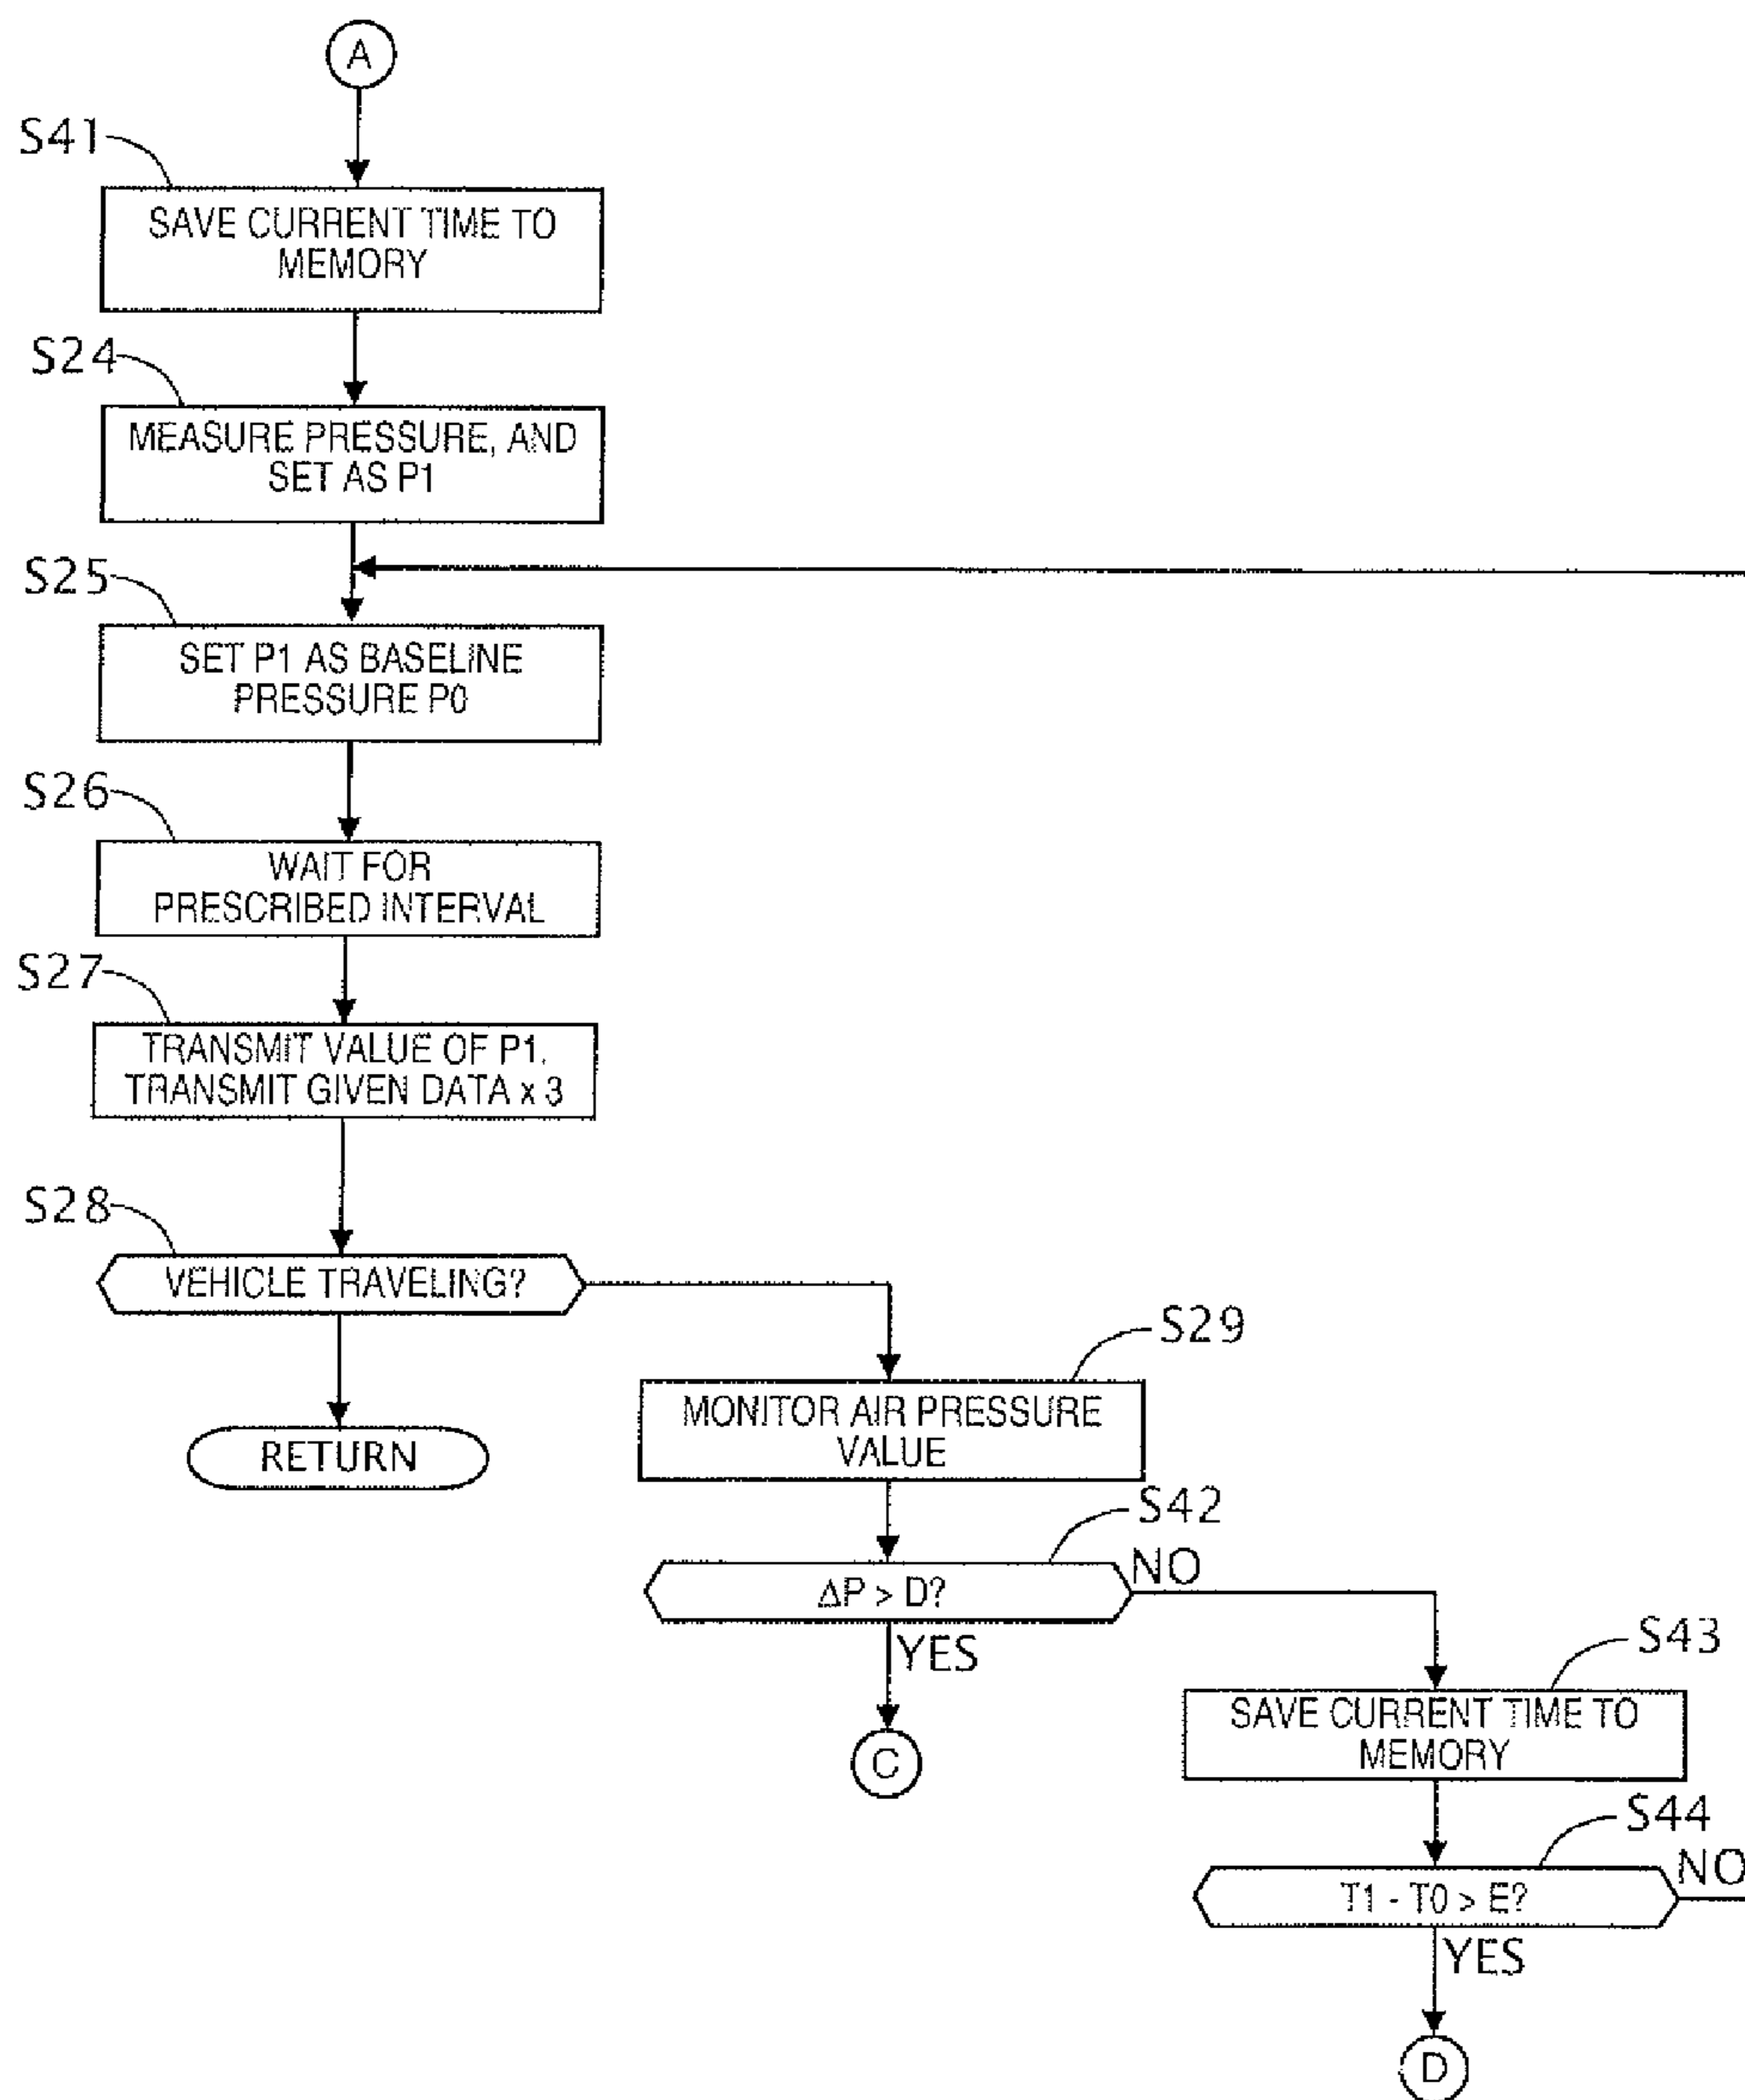 A
S41
SAVE CURRENT TIME TO
MEMORY
S24
MEASURE PRESSURE, AND
SET AS P1
S25
SET P1 AS BASELINE
PRESSURE P0
S26
WAIT FOR
PRESCRIBED INTERVAL
S27
TRANSMIT VALUE OF P1.
TRANSMIT GIVEN DATA x 3
S28
VEHICLE TRAVELING?
RETURN
S29
MONITOR AIR PRESSURE
VALUE
S42
ΔP > D?
NO
YES
C
S43
SAVE CURRENT TIME TO
MEMORY
S44
T1 - T0 > E?
NO
YES
D